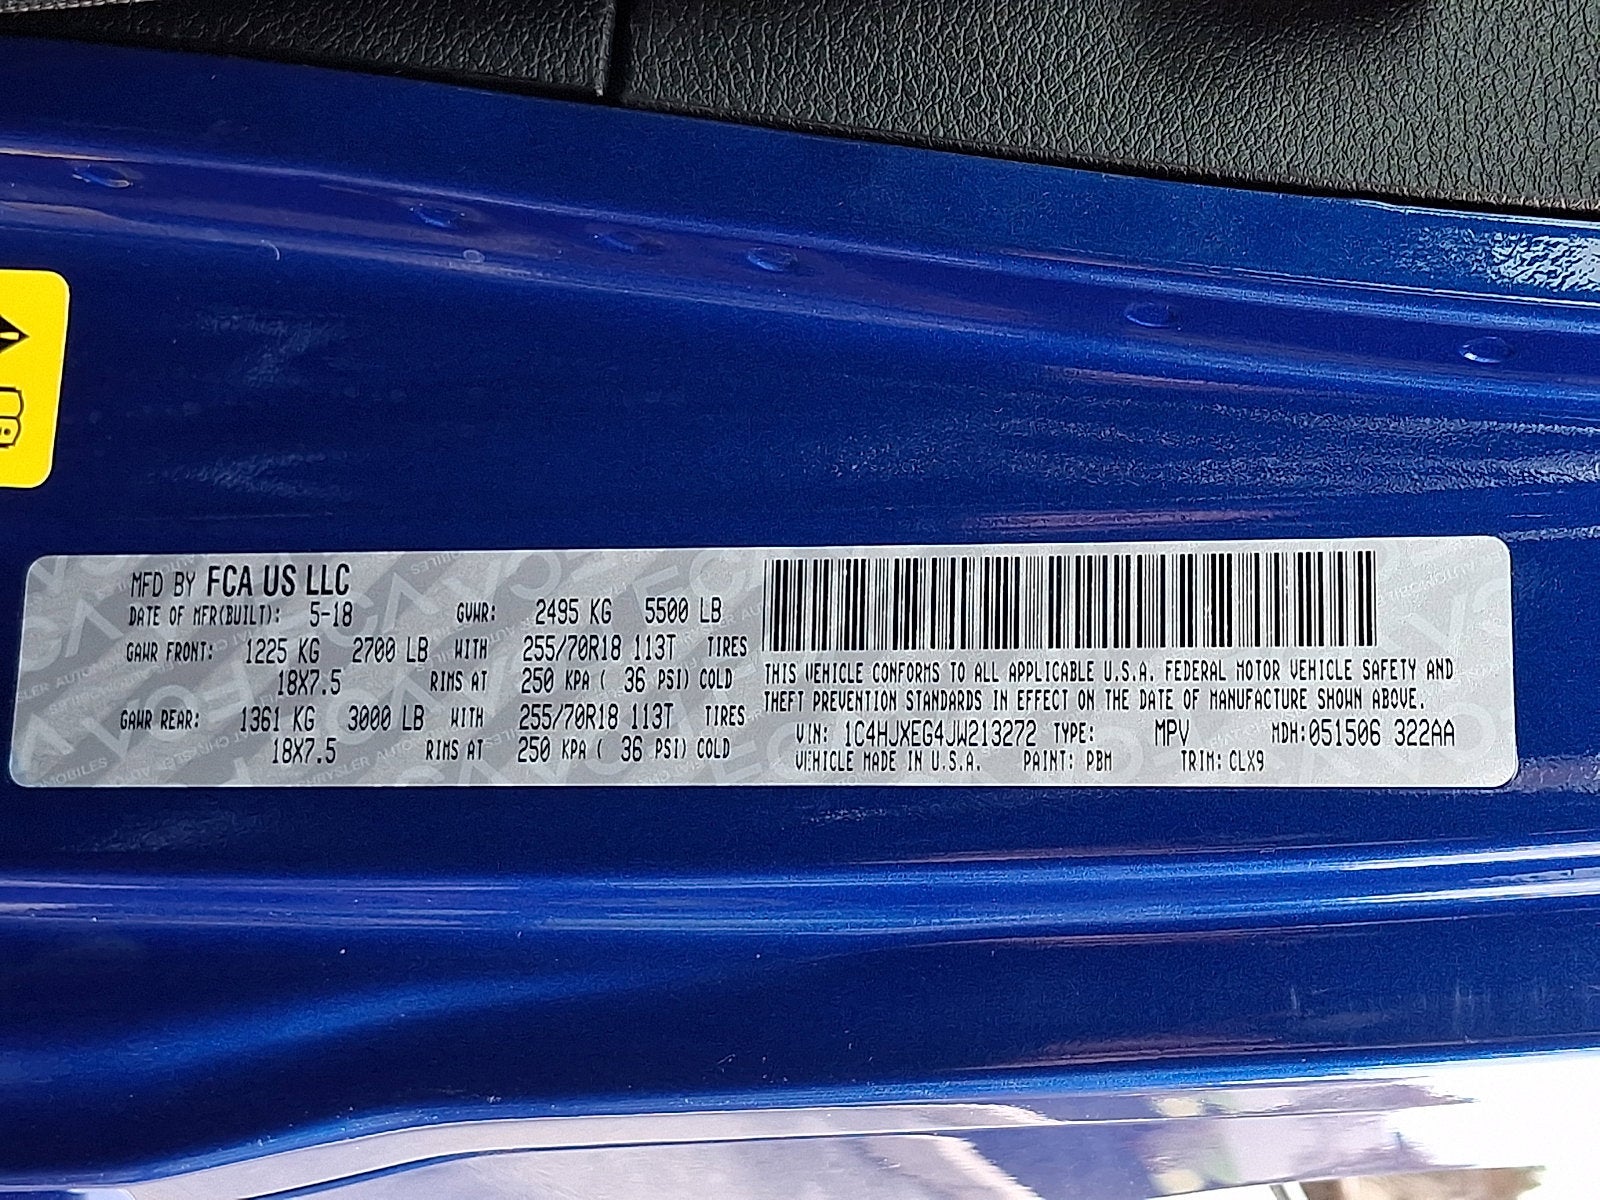 MFD BY FCA US LLC
DATE OF MFR(BUILT): 5-18 GVWR: 2495 KG 5500 LB
GAWR FRONT: 1225 KG 2700 LB WITH 255/70R18 113T TIRES
18X7.5 RIMS AT 250 KPA ( 36 PSI) COLD
GAWR REAR: 1361 KG 3000 LB WITH 255/70R18 113T TIRES
18X7.5 RIMS AT 250 KPA ( 36 PSI) COLD
THIS VEHICLE CONFORMS TO ALL APPLICABLE U.S.A. FEDERAL MOTOR VEHICLE SAFETY AND
THEFT PREVENTION STANDARDS IN EFFECT ON THE DATE OF MANUFACTURE SHOWN ABOVE.
VIN: 1C4HJXEG4JW213272 TYPE: MPV MDH:051506 322AA
VEHICLE MADE IN U.S.A. PAINT: PBM TRIM: CLX9